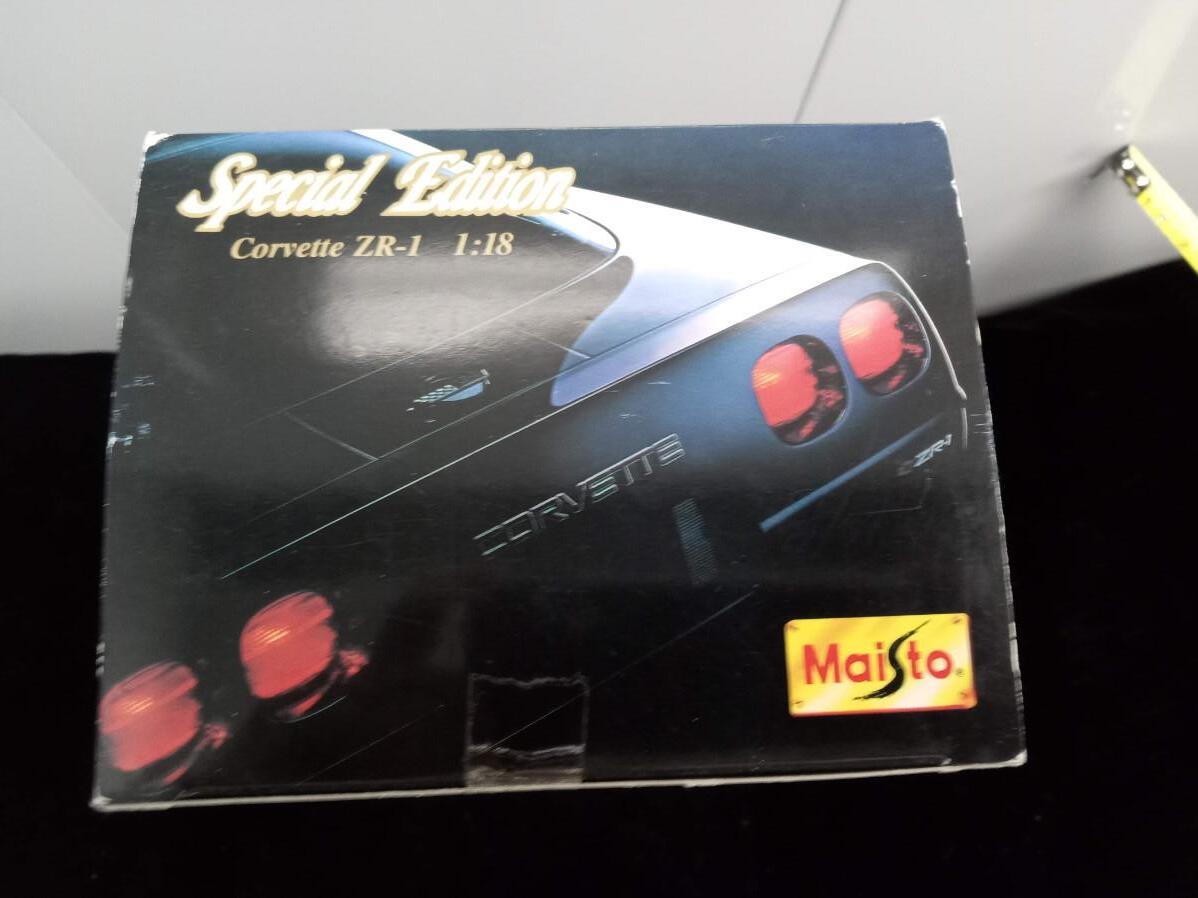 Special Edition
Corvette ZR-1 1:18
CORVETTE
ZR-1
Maisto®